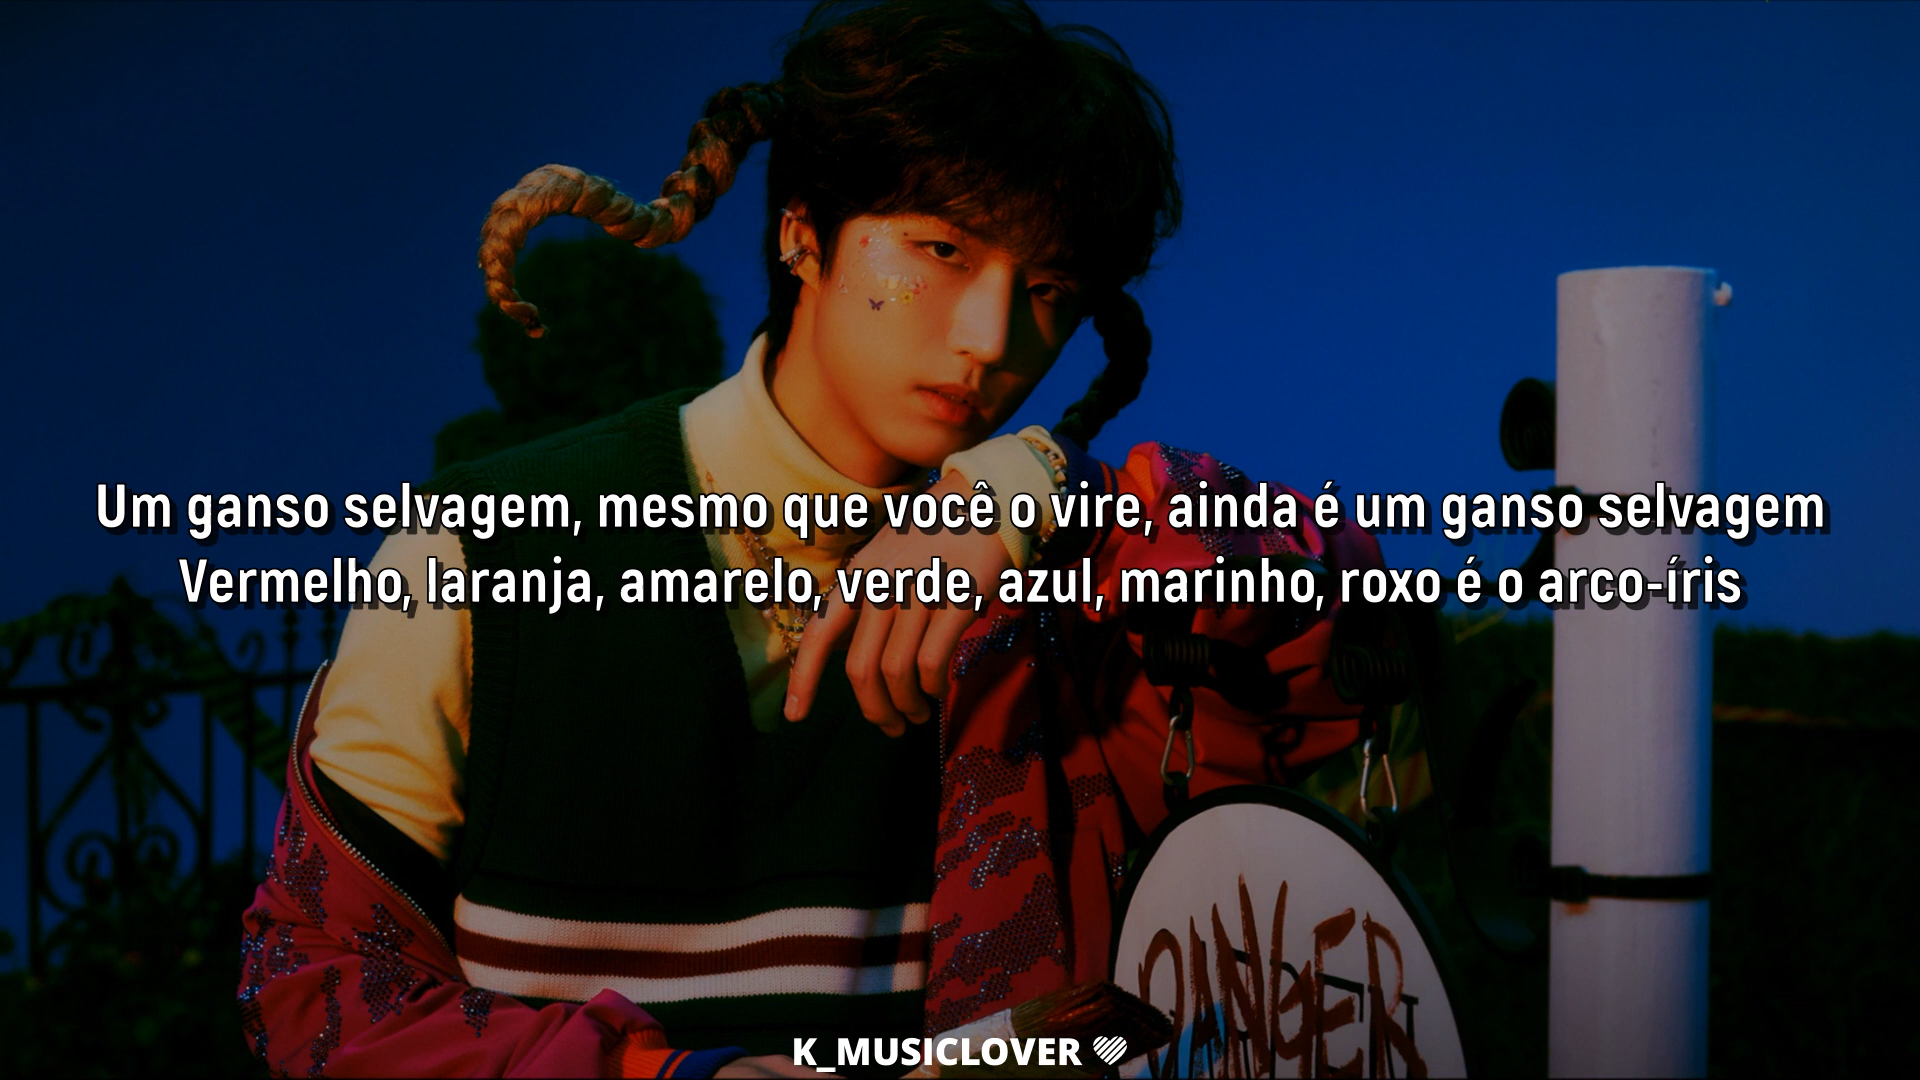 Um ganso selvagem, mesmo que você o vire, ainda é um ganso selvagem
Vermelho, laranja, amarelo, verde, azul, marinho, roxo é o arco-íris
DANGER
K_MUSICLOVER